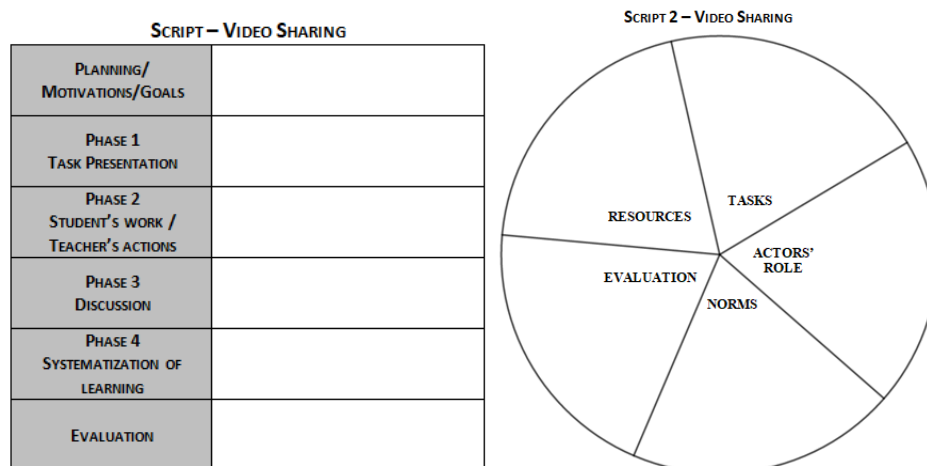 SCRIPT – VIDEO SHARING
PLANNING/
MOTIVATIONS/GOALS
PHASE 1
TASK PRESENTATION
PHASE 2
STUDENT'S WORK /
TEACHER'S ACTIONS
PHASE 3
DISCUSSION
PHASE 4
SYSTEMATIZATION OF
LEARNING
EVALUATION
SCRIPT 2 – VIDEO SHARING
TASKS
RESOURCES
ACTORS'
ROLE
EVALUATION
NORMS